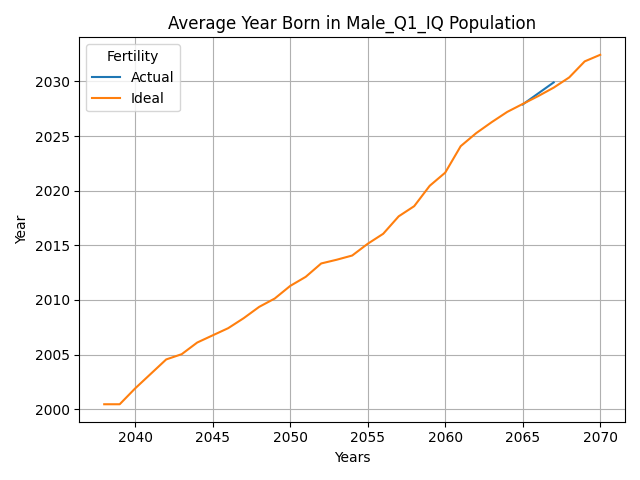 Average Year Born in Male_Q1_IQ Population
Fertility
Actual
Ideal
Year
2030
2025
2020
2015
2010
2005
2000
2040 2045 2050 2055 2060 2065 2070
Years